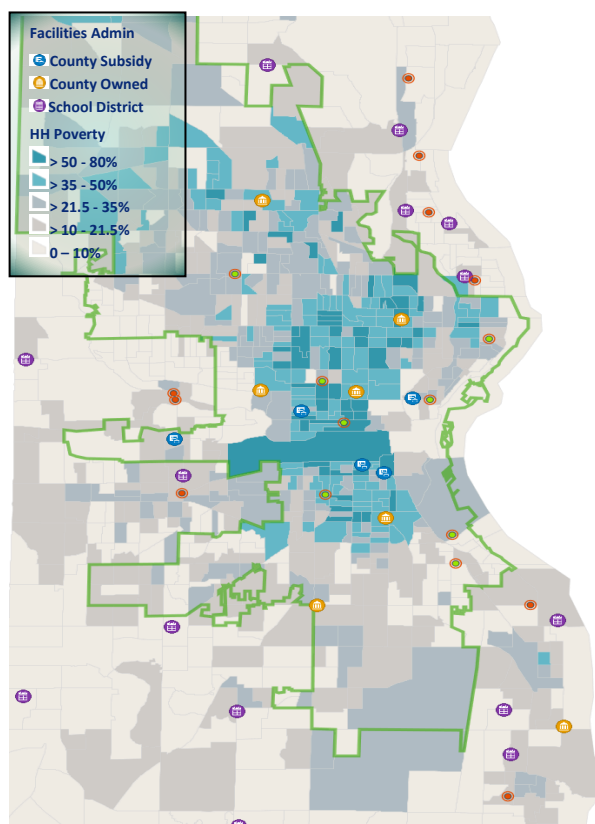 Facilities Admin
County Subsidy
County Owned
School District
HH Poverty
> 50 - 80%
> 35 - 50%
> 21.5 - 35%
> 10 - 21.5%
0 – 10%